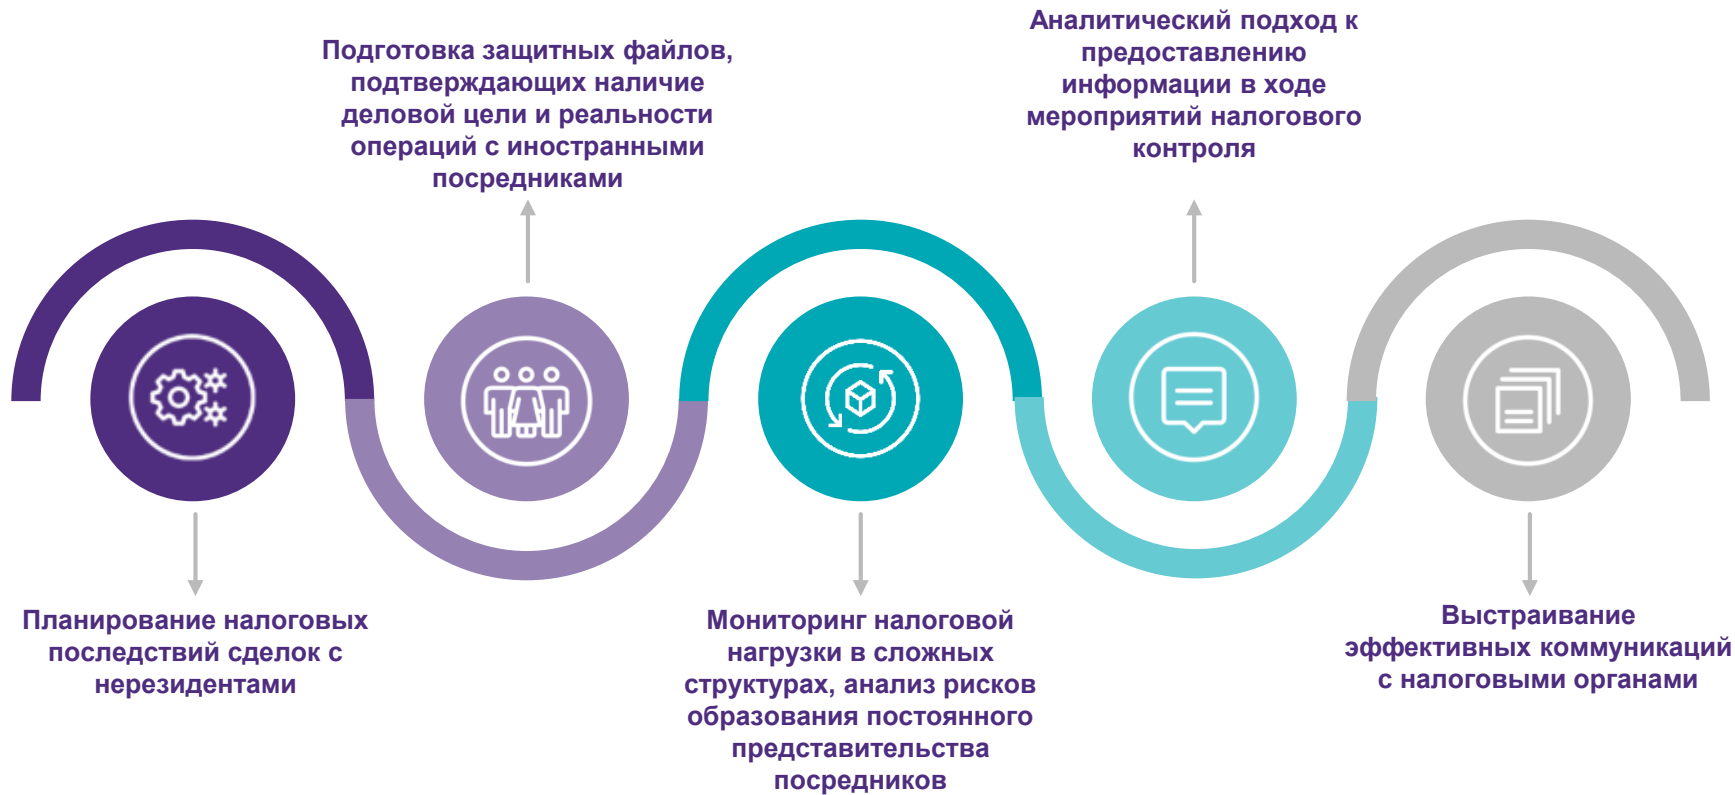 Планирование налоговых
последствий сделок с
нерезидентами
Подготовка защитных файлов,
подтверждающих наличие
деловой цели и реальности
операций с иностранными
посредниками
Мониторинг налоговой
нагрузки в сложных
структурах, анализ рисков
образования постоянного
представительства
посредников
Аналитический подход к
предоставлению
информации в ходе
мероприятий налогового
контроля
Выстраивание
эффективных коммуникаций
с налоговыми органами